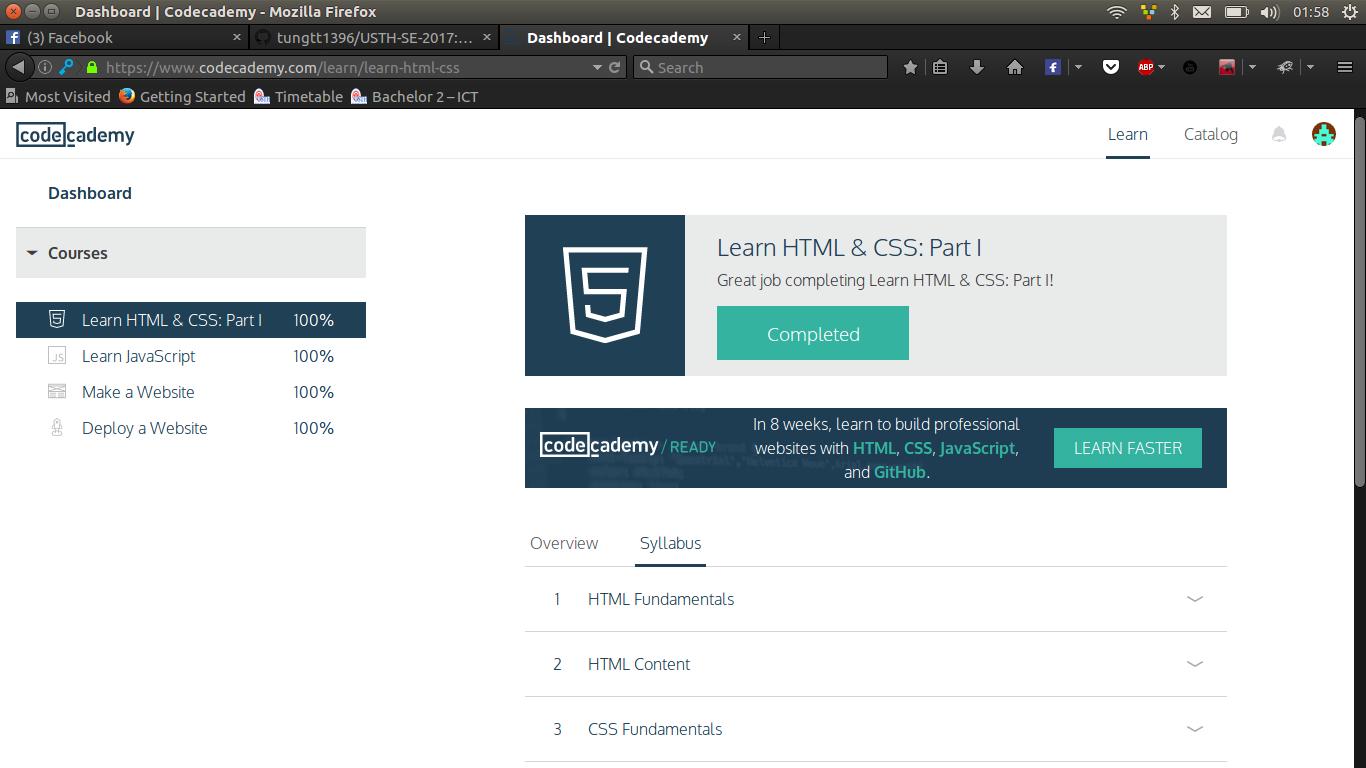 Dashboard | Codecademy - Mozilla Firefox
01:58
(3) Facebook
tungtt1396/USTH-SE-2017:...
Dashboard | Codecademy
https://www.codecademy.com/learn/learn-html-css
Search
ABP
Most Visited
Getting Started
Timetable
Bachelor 2 – ICT
codecademy
Learn
Catalog
Dashboard
Courses
Learn HTML & CSS: Part I 100%
JS Learn JavaScript 100%
Make a Website 100%
Deploy a Website 100%
Learn HTML & CSS: Part I
Great job completing Learn HTML & CSS: Part I!
Completed
codecademy / READY
In 8 weeks, learn to build professional
websites with HTML, CSS, JavaScript,
and GitHub.
LEARN FASTER
Overview
Syllabus
1 HTML Fundamentals
2 HTML Content
3 CSS Fundamentals